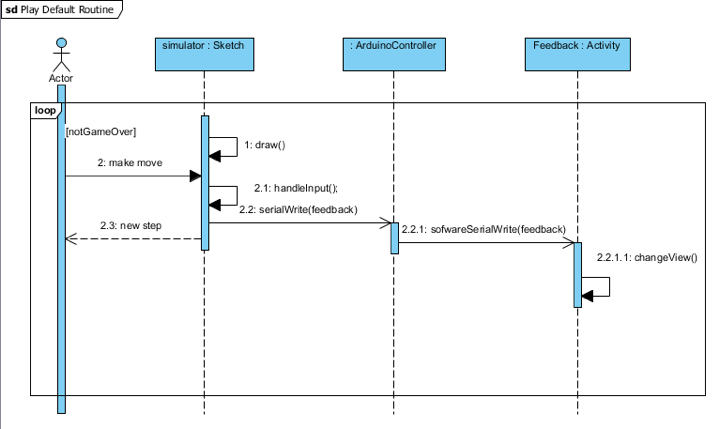 sd Play Default Routine
simulator : Sketch
: ArduinoController
Feedback : Activity
Actor
loop
[notGameOver]
1: draw()
2: make move
2.1: handleInput();
2.2: serialWrite(feedback)
2.3: new step
2.2.1: sofwareSerialWrite(feedback)
2.2.1.1: changeView()